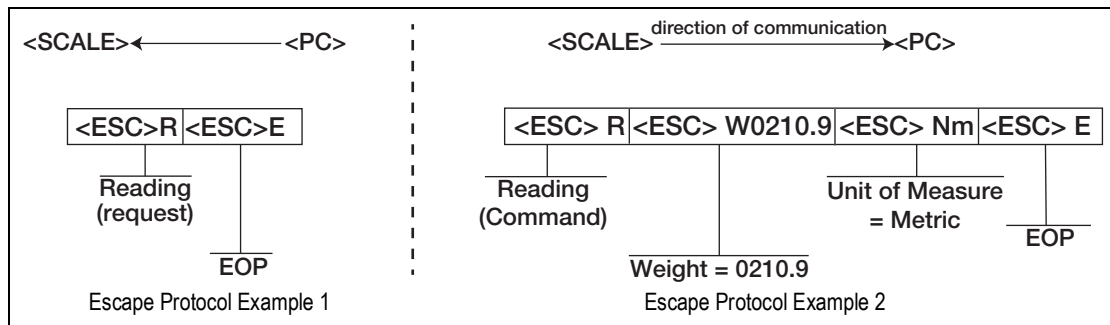 <SCALE> <PC>
<ESC>R <ESC>E
Reading
(request)
EOP
Escape Protocol Example 1
direction of communication
<SCALE> <PC>
<ESC> R <ESC> W0210.9 <ESC> Nm <ESC> E
Reading
(Command)
Unit of Measure
= Metric
EOP
Weight = 0210.9
Escape Protocol Example 2